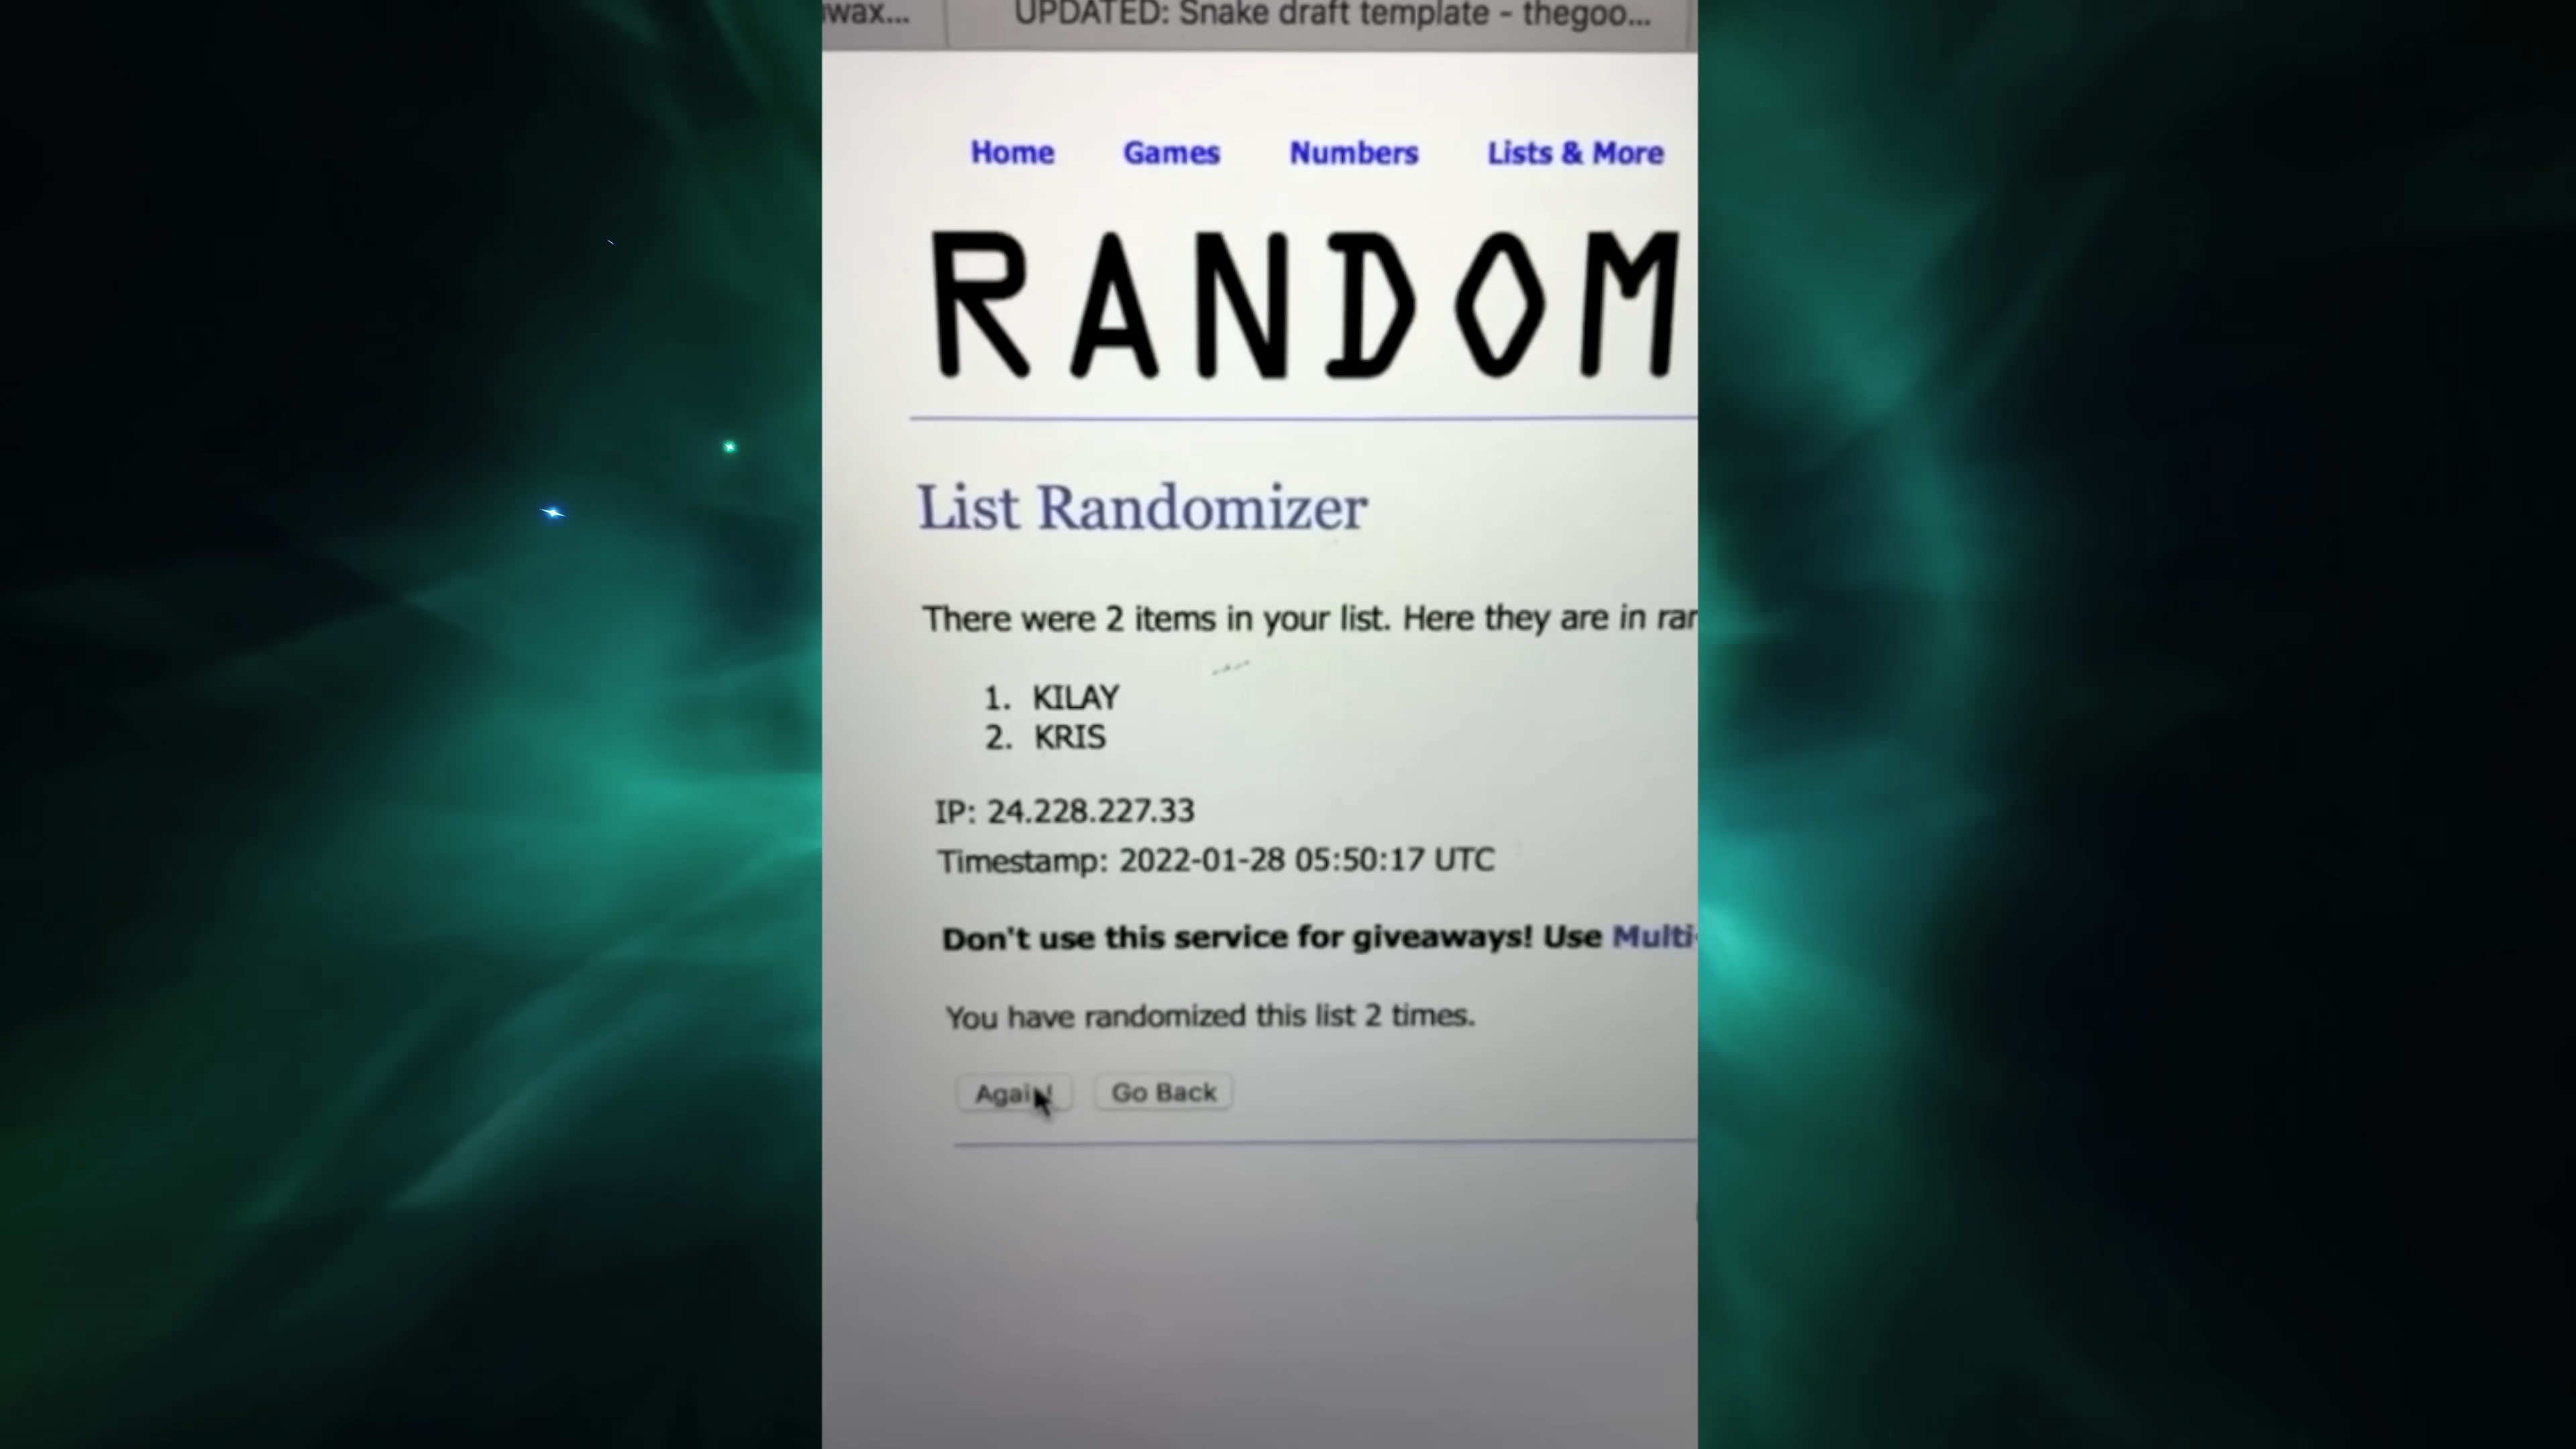 wax...
UPDATED: Snake draft template - thegoo...
Home Games Numbers Lists & More
RANDOM
List Randomizer
There were 2 items in your list. Here they are in ran
1. KILAY
2. KRIS
IP: 24.228.227.33
Timestamp: 2022-01-28 05:50:17 UTC
Don't use this service for giveaways! Use Multi-
You have randomized this list 2 times.
Again! Go Back